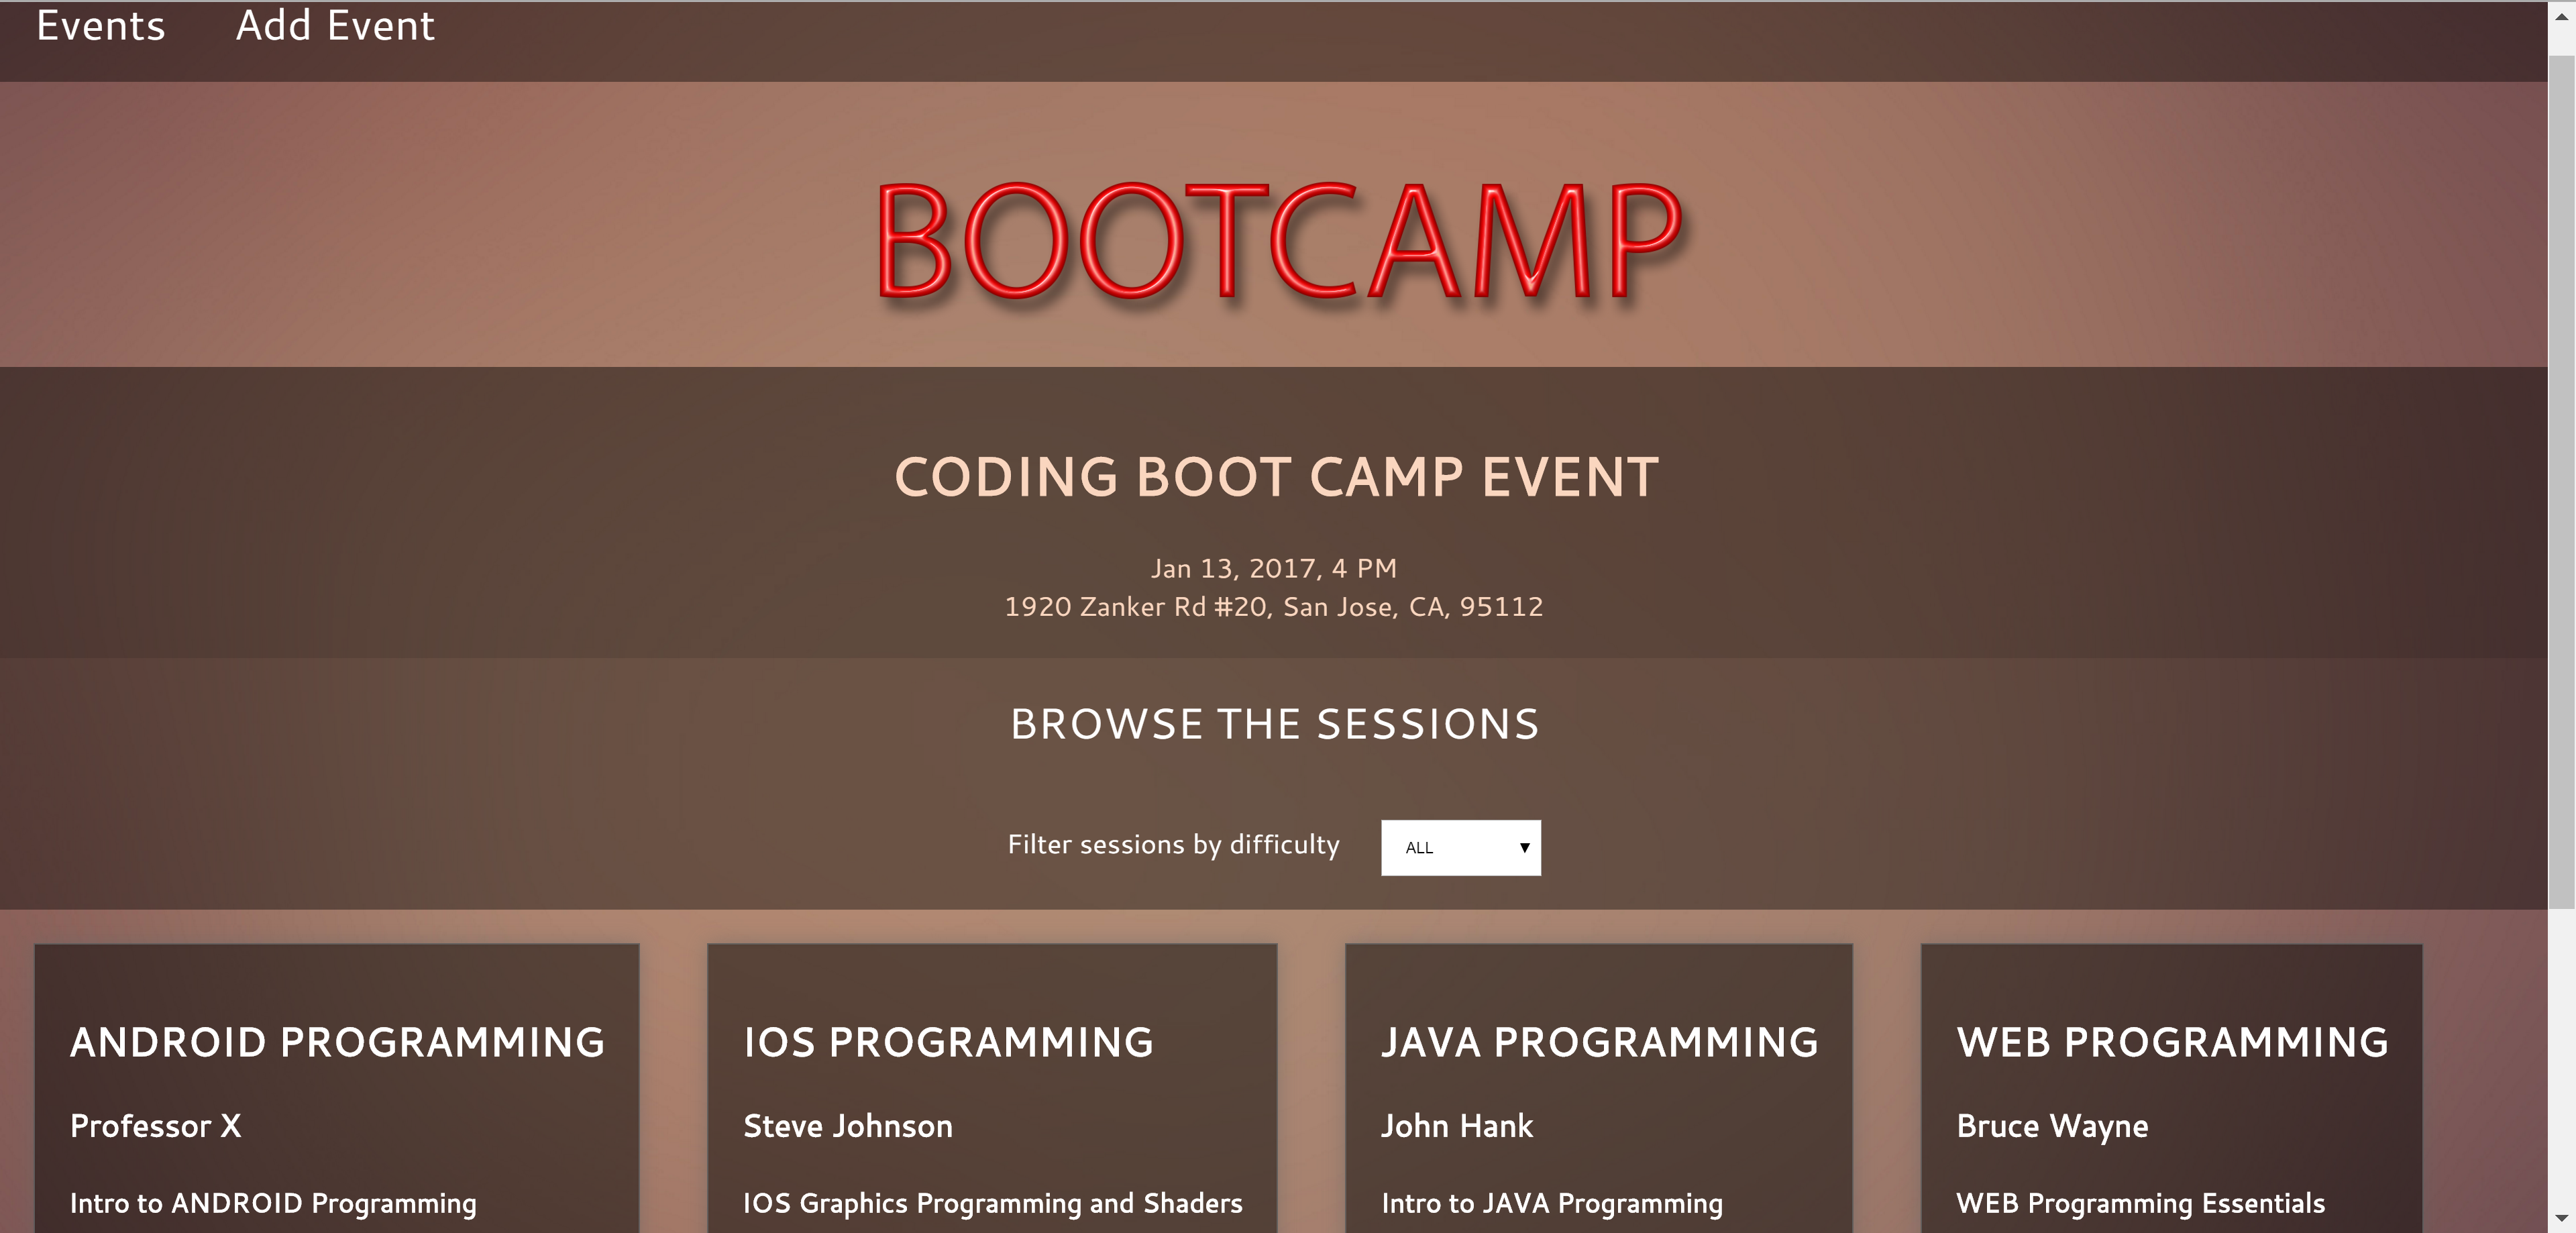 Events Add Event
BOOTCAMP
CODING BOOT CAMP EVENT
Jan 13, 2017, 4 PM
1920 Zanker Rd #20, San Jose, CA, 95112
BROWSE THE SESSIONS
Filter sessions by difficulty ALL
ANDROID PROGRAMMING
Professor X
Intro to ANDROID Programming
IOS PROGRAMMING
Steve Johnson
IOS Graphics Programming and Shaders
JAVA PROGRAMMING
John Hank
Intro to JAVA Programming
WEB PROGRAMMING
Bruce Wayne
WEB Programming Essentials